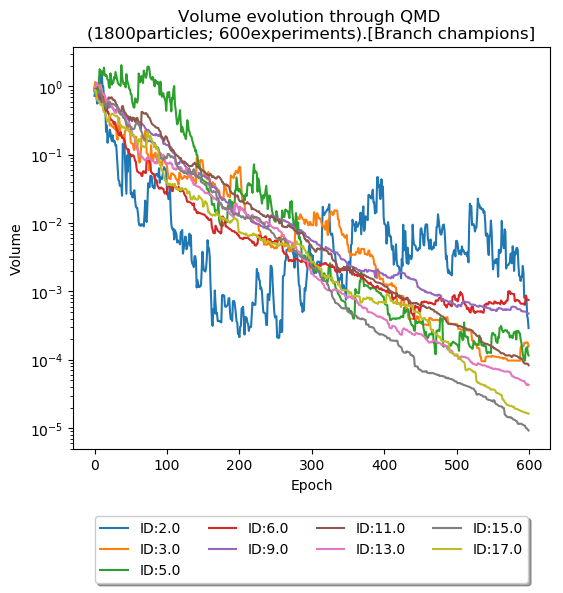 Volume evolution through QMD
(1800particles; 600experiments).[Branch champions]
Volume
10⁰
10⁻¹
10⁻²
10⁻³
10⁻⁴
10⁻⁵
0 100 200 300 400 500 600
Epoch
ID:2.0 ID:6.0 ID:11.0 ID:15.0
ID:3.0 ID:9.0 ID:13.0 ID:17.0
ID:5.0